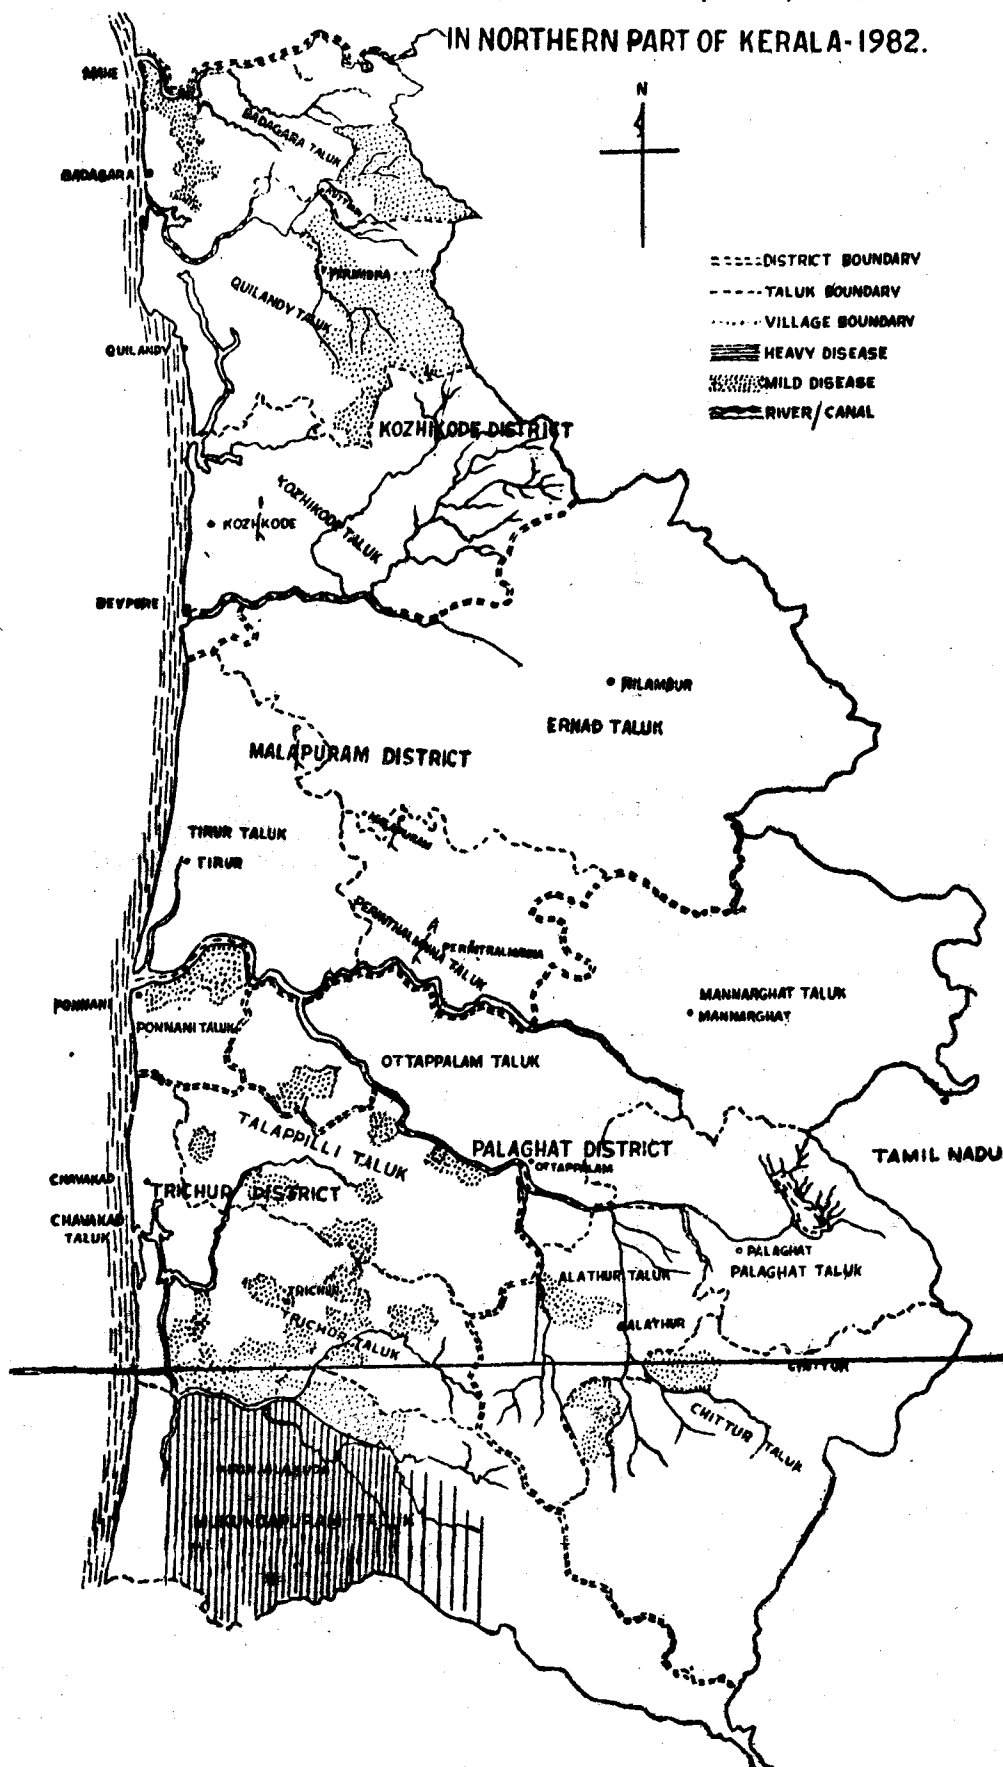 IN NORTHERN PART OF KERALA-1982.
MAHE
N
BADAGARA TALUK
BADAGARA
KUTTIADI
DISTRICT BOUNDARY
TALUK BOUNDARY
VILLAGE BOUNDARY
HEAVY DISEASE
MILD DISEASE
RIVER/CANAL
PERAMBRA
QUILANDY TALUK
QUILANDY
KOZHIKODE DISTRICT
KOZHIKODE TALUK
KOZHIKODE
BEYPORE
NILAMBUR
ERNAD TALUK
MALAPURAM DISTRICT
MALAPURAM
TIRUR TALUK
TIRUR
PERINTHALMANNA TALUK
PERINTHALMANNA
MANNARGHAT TALUK
MANNARGHAT
PONNANI
PONNANI TALUK
OTTAPPALAM TALUK
TALAPPILLI TALUK
PALAGHAT DISTRICT
OTTAPPALAM
TAMIL NADU
CHAVAKAD
TRICHUR DISTRICT
CHAVAKAD
TALUK
PALAGHAT
PALAGHAT TALUK
ALATHUR TALUK
TRICHUR
ALATHUR
TRICHUR TALUK
CHITTUR
CHITTUR TALUK
MUKUNDAPURAM TALUK